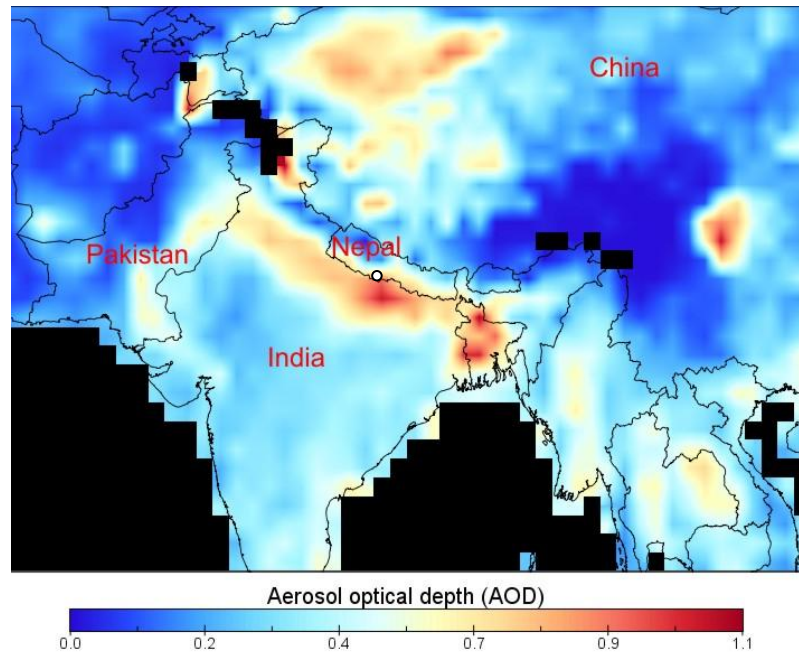 China
Nepal
Pakistan
India
Aerosol optical depth (AOD)
0.0 0.2 0.4 0.7 0.9 1.1